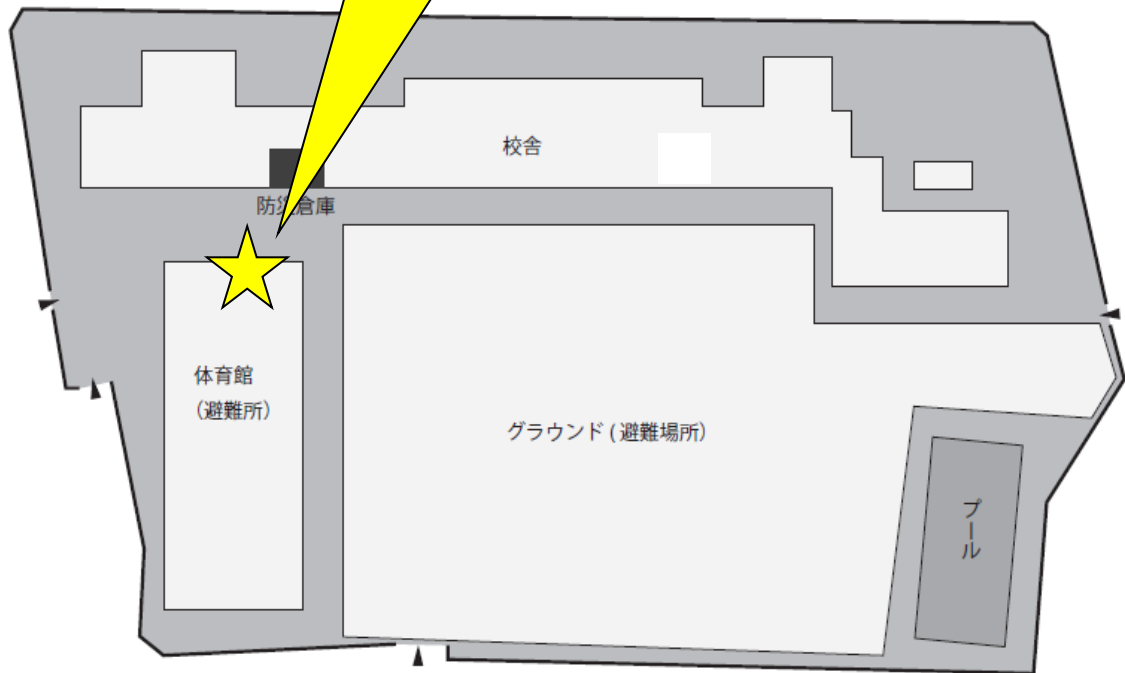 校舎
防災倉庫
体育館
（避難所）
グラウンド ( 避難場所）
プール